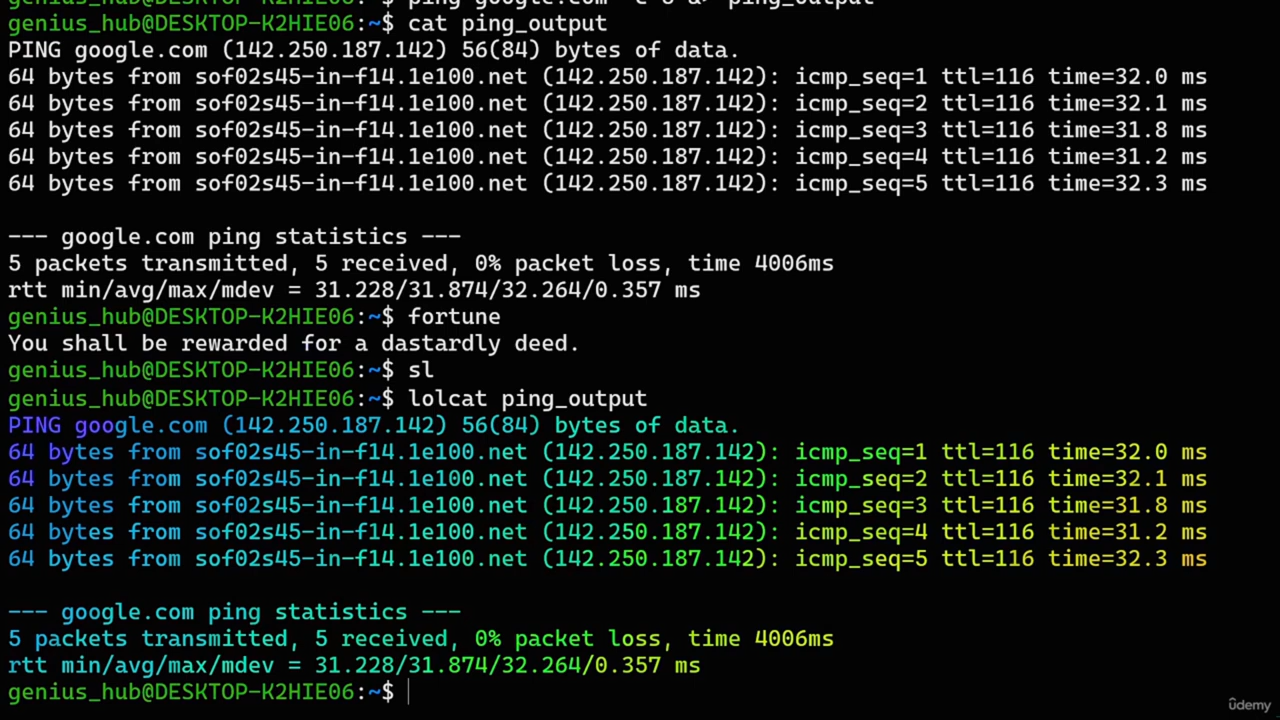 genius_hub@DESKTOP-K2HIE06:~$ cat ping_output
PING google.com (142.250.187.142) 56(84) bytes of data.
64 bytes from sof02s45-in-f14.1e100.net (142.250.187.142): icmp_seq=1 ttl=116 time=32.0 ms
64 bytes from sof02s45-in-f14.1e100.net (142.250.187.142): icmp_seq=2 ttl=116 time=32.1 ms
64 bytes from sof02s45-in-f14.1e100.net (142.250.187.142): icmp_seq=3 ttl=116 time=31.8 ms
64 bytes from sof02s45-in-f14.1e100.net (142.250.187.142): icmp_seq=4 ttl=116 time=31.2 ms
64 bytes from sof02s45-in-f14.1e100.net (142.250.187.142): icmp_seq=5 ttl=116 time=32.3 ms
--- google.com ping statistics ---
5 packets transmitted, 5 received, 0% packet loss, time 4006ms
rtt min/avg/max/mdev = 31.228/31.874/32.264/0.357 ms
genius_hub@DESKTOP-K2HIE06:~$ fortune
You shall be rewarded for a dastardly deed.
genius_hub@DESKTOP-K2HIE06:~$ sl
genius_hub@DESKTOP-K2HIE06:~$ lolcat ping_output
PING google.com (142.250.187.142) 56(84) bytes of data.
64 bytes from sof02s45-in-f14.1e100.net (142.250.187.142): icmp_seq=1 ttl=116 time=32.0 ms
64 bytes from sof02s45-in-f14.1e100.net (142.250.187.142): icmp_seq=2 ttl=116 time=32.1 ms
64 bytes from sof02s45-in-f14.1e100.net (142.250.187.142): icmp_seq=3 ttl=116 time=31.8 ms
64 bytes from sof02s45-in-f14.1e100.net (142.250.187.142): icmp_seq=4 ttl=116 time=31.2 ms
64 bytes from sof02s45-in-f14.1e100.net (142.250.187.142): icmp_seq=5 ttl=116 time=32.3 ms
--- google.com ping statistics ---
5 packets transmitted, 5 received, 0% packet loss, time 4006ms
rtt min/avg/max/mdev = 31.228/31.874/32.264/0.357 ms
genius_hub@DESKTOP-K2HIE06:~$
ûdemy